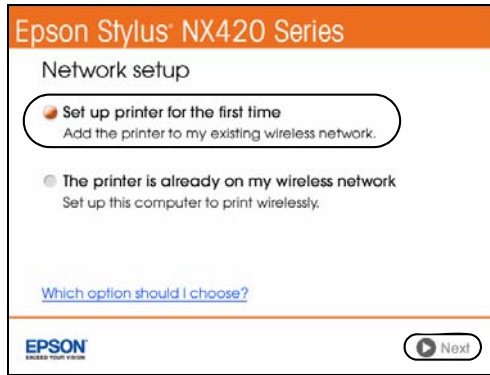 Epson Stylus® NX420 Series
Network setup
Set up printer for the first time
Add the printer to my existing wireless network.
The printer is already on my wireless network
Set up this computer to print wirelessly.
Which option should I choose?
EPSON
EXCEED YOUR VISION
Next